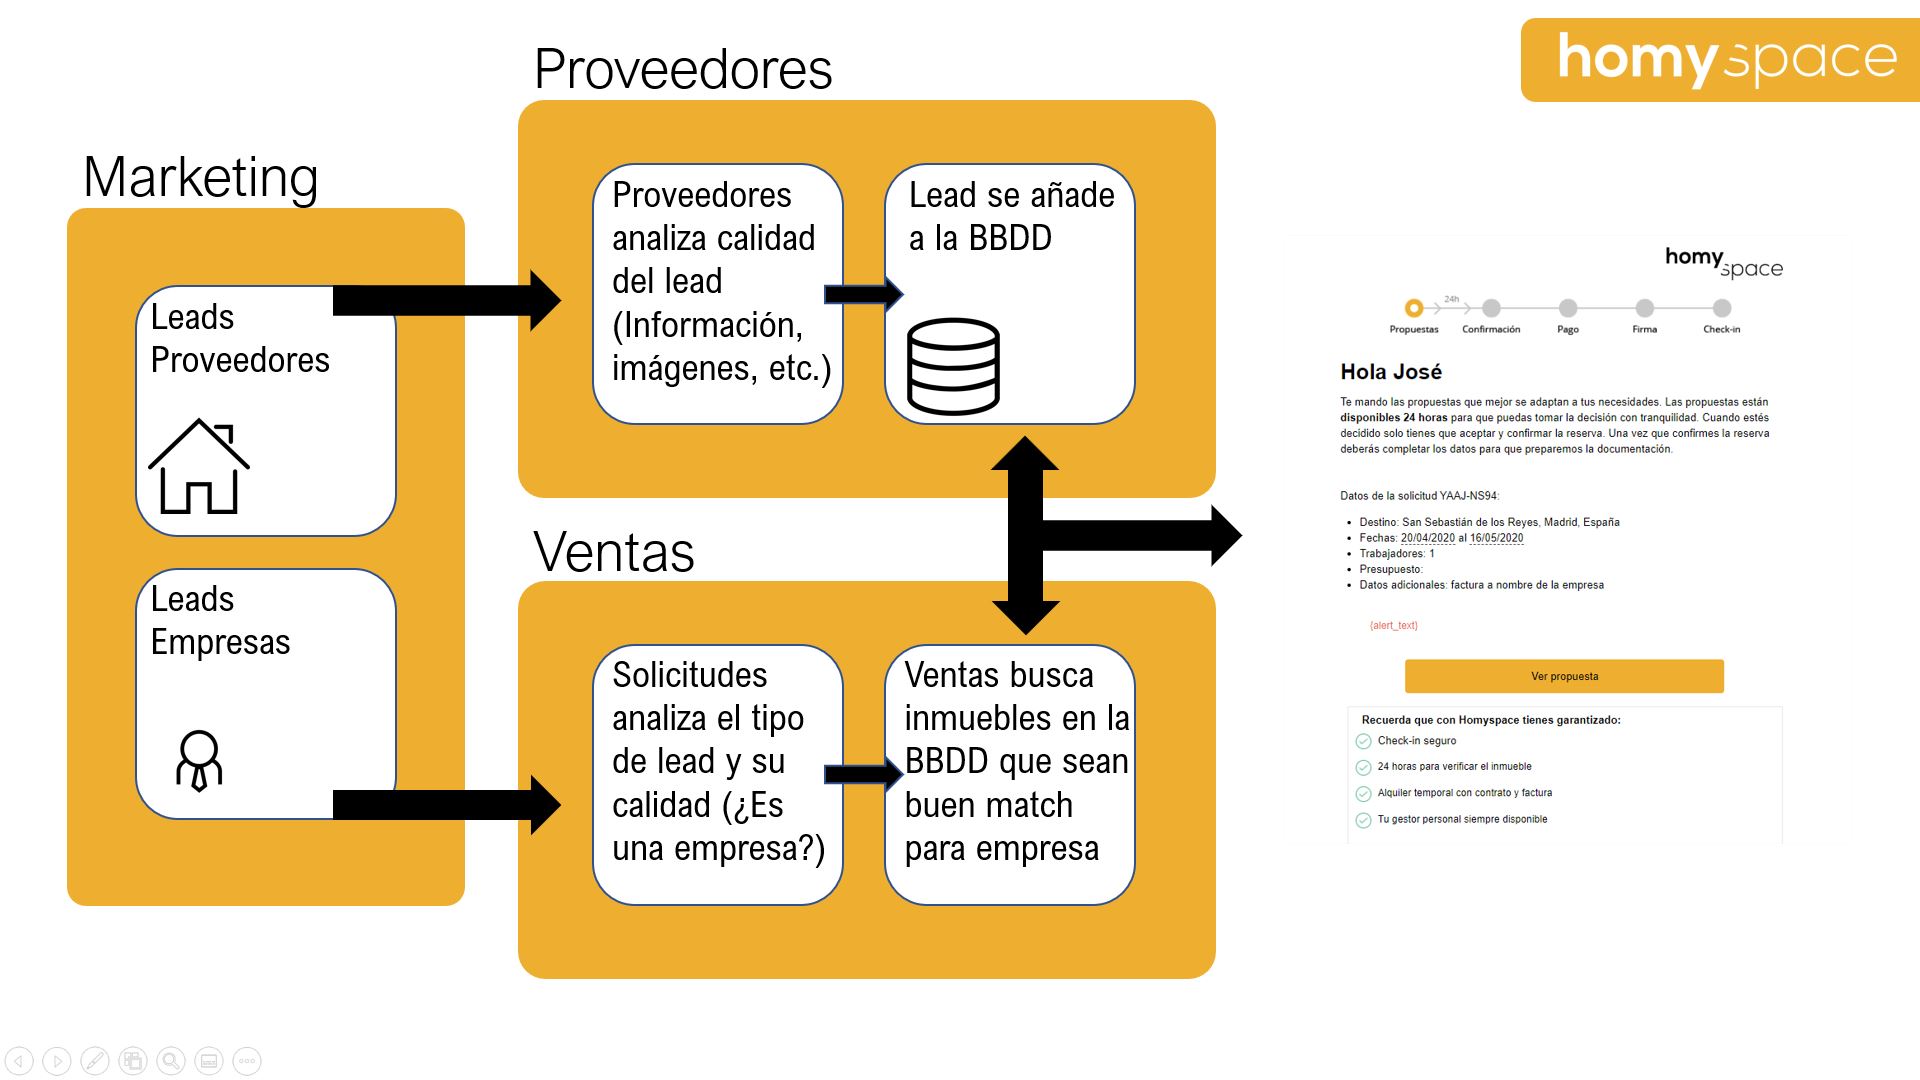 homyspace
Proveedores
Marketing
Leads
Proveedores
Leads
Empresas
Proveedores
analiza calidad
del lead
(Información,
imágenes, etc.)
Lead se añade
a la BBDD
Ventas
Solicitudes
analiza el tipo
de lead y su
calidad (¿Es
una empresa?)
Ventas busca
inmuebles en la
BBDD que sean
buen match
para empresa
homy
space
24h
Propuestas Confirmación Pago Firma Check-in
Hola José
Te mando las propuestas que mejor se adaptan a tus necesidades. Las propuestas están
disponibles 24 horas para que puedas tomar la decisión con tranquilidad. Cuando estés
decidido solo tienes que aceptar y confirmar la reserva. Una vez que confirmes la reserva
deberás completar los datos para que preparemos la documentación.
Datos de la solicitud YAAJ-NS94:
• Destino: San Sebastián de los Reyes, Madrid, España
• Fechas: 20/04/2020 al 16/05/2020
• Trabajadores: 1
• Presupuesto:
• Datos adicionales: factura a nombre de la empresa
{alert_text}
Ver propuesta
Recuerda que con Homyspace tienes garantizado:
Check-in seguro
24 horas para verificar el inmueble
Alquiler temporal con contrato y factura
Tu gestor personal siempre disponible